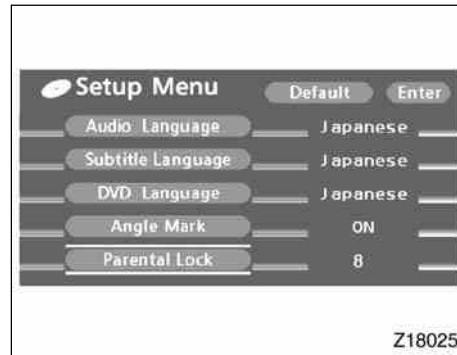 Setup Menu Default Enter
Audio Language Japanese
Subtitle Language Japanese
DVD Language Japanese
Angle Mark ON
Parental Lock 8
Z18025